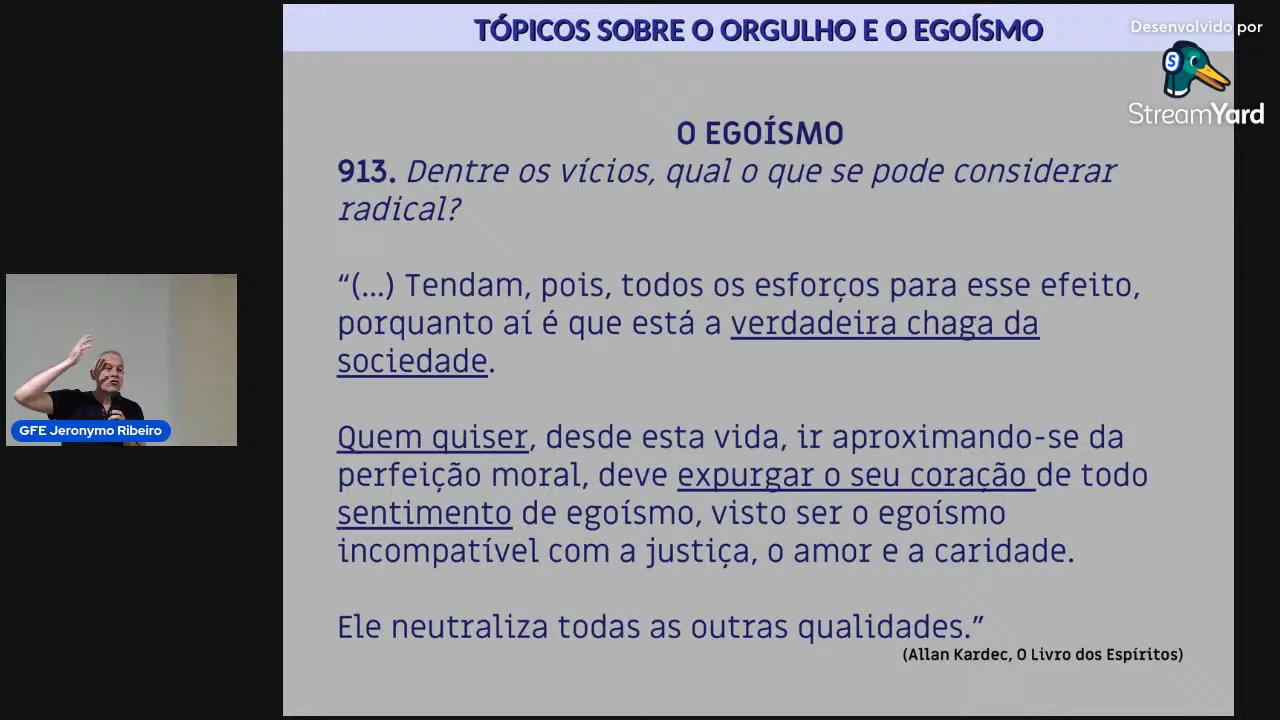 TÓPICOS SOBRE O ORGULHO E O EGOÍSMO
Desenvolvido por
S
StreamYard
O EGOÍSMO
913. Dentre os vícios, qual o que se pode considerar
radical?
“(...) Tendam, pois, todos os esforços para esse efeito,
porquanto aí é que está a verdadeira chaga da
sociedade.
Quem quiser, desde esta vida, ir aproximando-se da
perfeição moral, deve expurgar o seu coração de todo
sentimento de egoísmo, visto ser o egoísmo
incompatível com a justiça, o amor e a caridade.
Ele neutraliza todas as outras qualidades.”
(Allan Kardec, O Livro dos Espíritos)
GFE Jeronymo Ribeiro